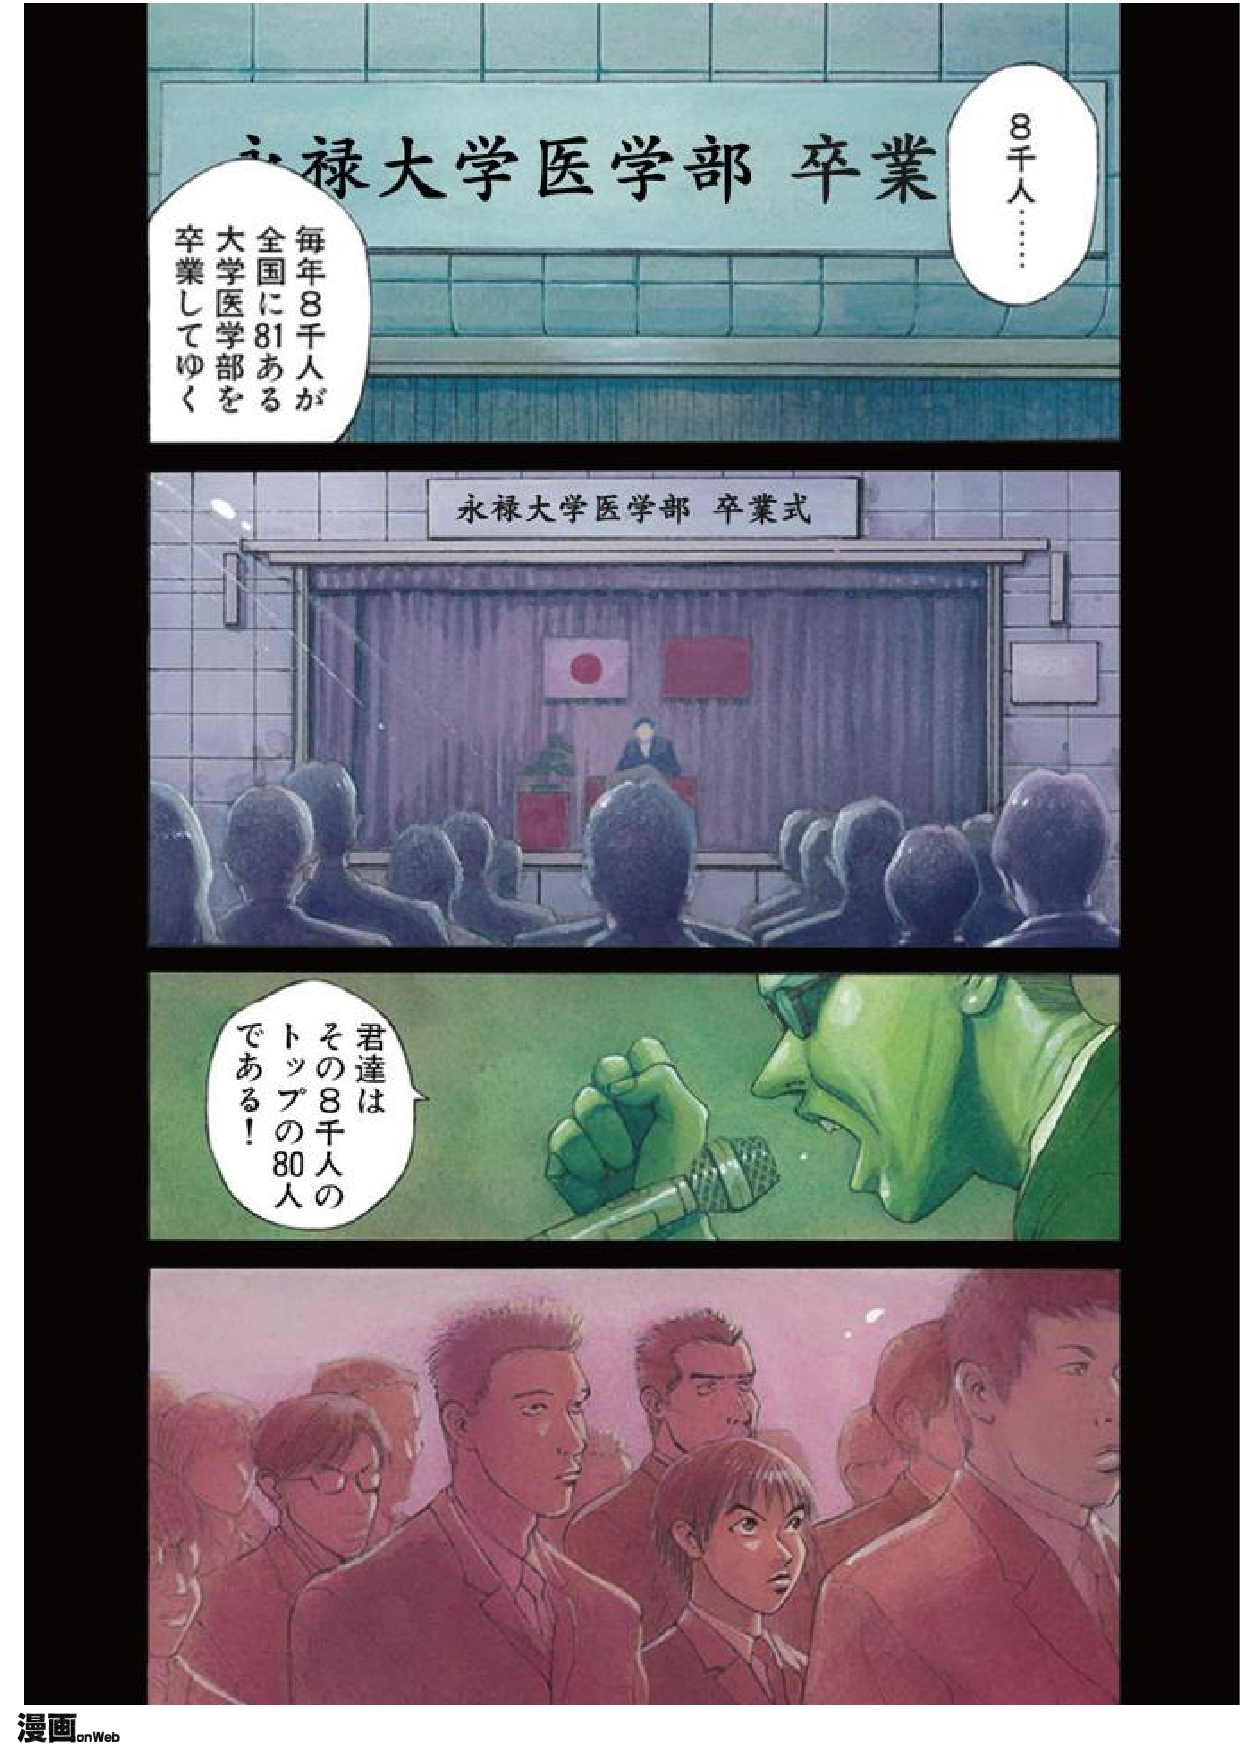 永禄大学医学部 卒業
8千人……
毎年8千人が
全国に81ある
大学医学部を
卒業してゆく
永禄大学医学部 卒業式
君達は
その8千人の
トップの80人
である!
漫画onWeb